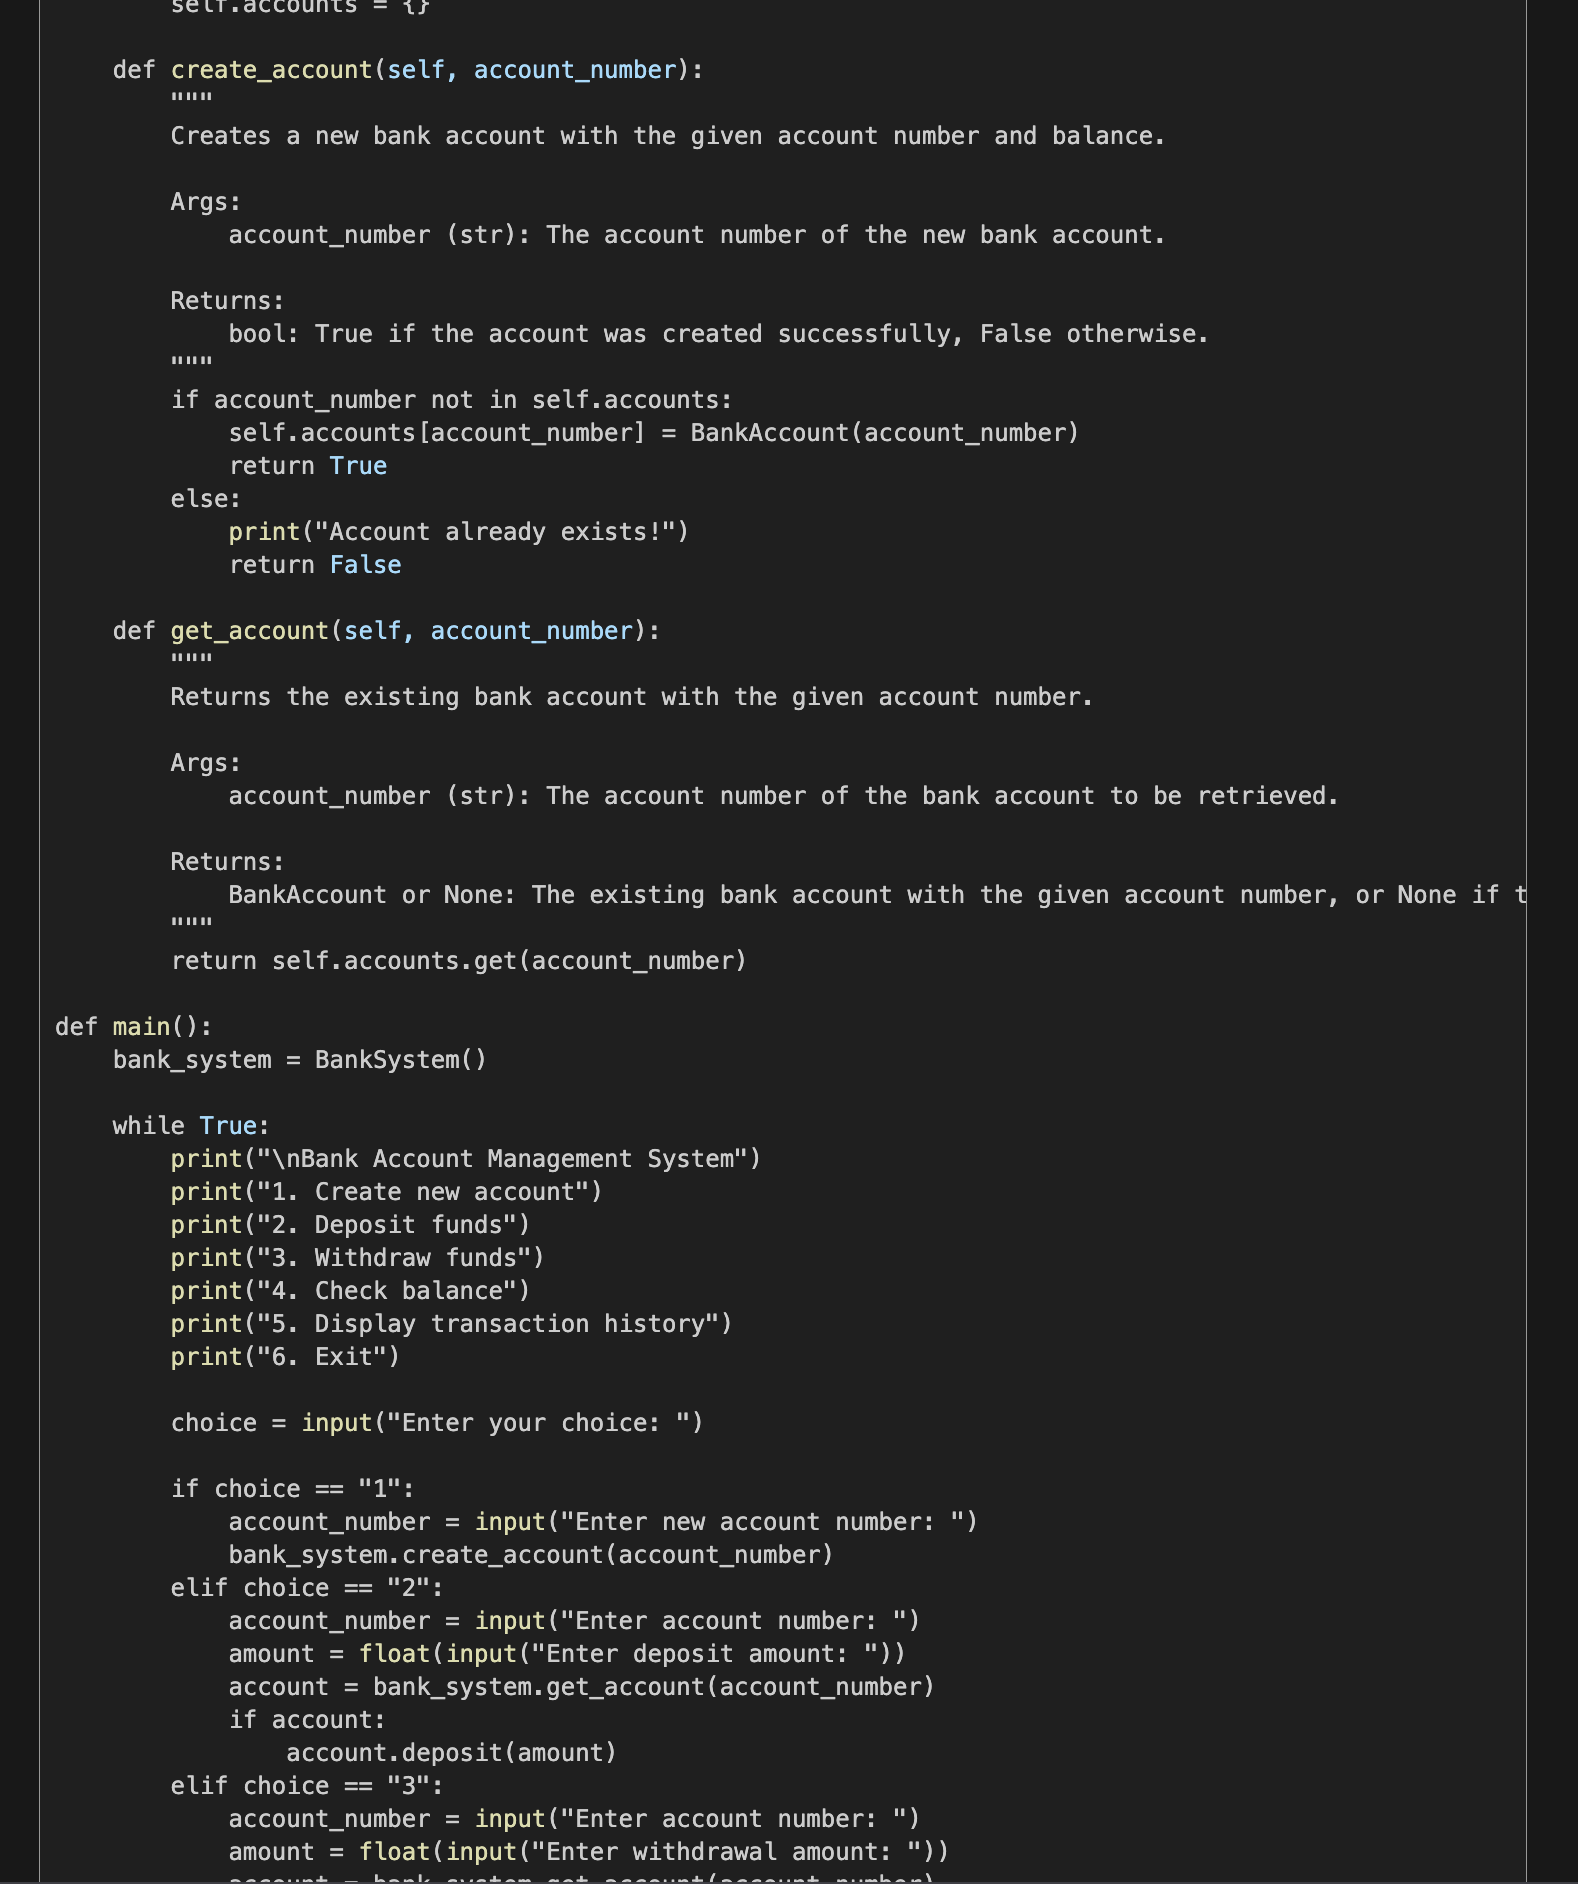 self.accounts = {}
def create_account(self, account_number):
"""
Creates a new bank account with the given account number and balance.
Args:
account_number (str): The account number of the new bank account.
Returns:
bool: True if the account was created successfully, False otherwise.
"""
if account_number not in self.accounts:
self.accounts[account_number] = BankAccount(account_number)
return True
else:
print("Account already exists!")
return False
def get_account(self, account_number):
"""
Returns the existing bank account with the given account number.
Args:
account_number (str): The account number of the bank account to be retrieved.
Returns:
BankAccount or None: The existing bank account with the given account number, or None if t
"""
return self.accounts.get(account_number)
def main():
bank_system = BankSystem()
while True:
print("\nBank Account Management System")
print("1. Create new account")
print("2. Deposit funds")
print("3. Withdraw funds")
print("4. Check balance")
print("5. Display transaction history")
print("6. Exit")
choice = input("Enter your choice: ")
if choice == "1":
account_number = input("Enter new account number: ")
bank_system.create_account(account_number)
elif choice == "2":
account_number = input("Enter account number: ")
amount = float(input("Enter deposit amount: "))
account = bank_system.get_account(account_number)
if account:
account.deposit(amount)
elif choice == "3":
account_number = input("Enter account number: ")
amount = float(input("Enter withdrawal amount: "))
account = bank_system.get_account(account_number)